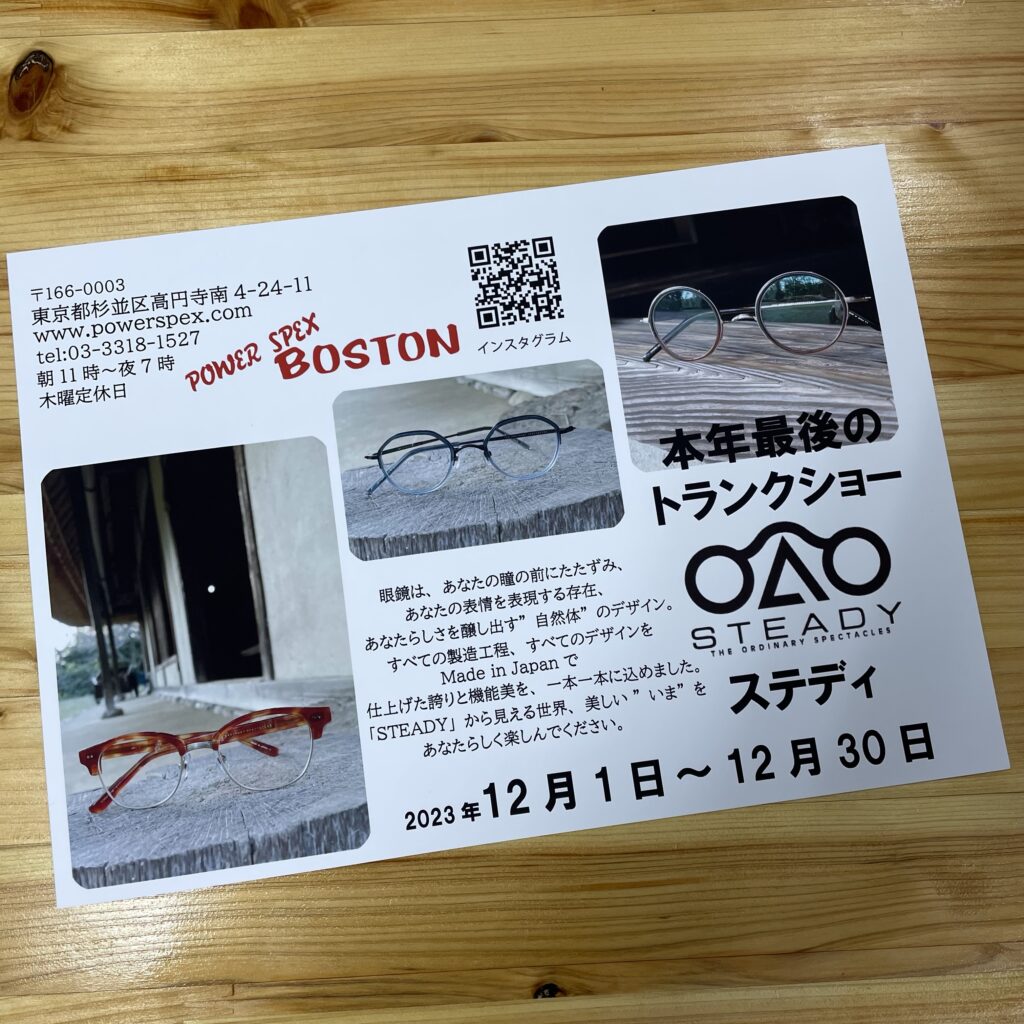 〒166-0003
東京都杉並区高円寺南 4-24-11
www.powerspex.com
tel:03-3318-1527
朝 11 時～夜 7 時
木曜定休日
POWER SPEX
BOSTON
インスタグラム
本年最後の
トランクショー
STEADY
THE ORDINARY SPECTACLES
ステディ
眼鏡は、あなたの瞳の前にたたずみ、
あなたの表情を表現する存在、
あなたらしさを醸し出す”自然体”のデザイン。
すべての製造工程、すべてのデザインを
Made in Japan で
仕上げた誇りと機能美を、一本一本に込めました。
「STEADY」から見える世界、美しい”いま”を
あなたらしく楽しんでください。
2023 年 12 月 1 日～ 12 月 30 日